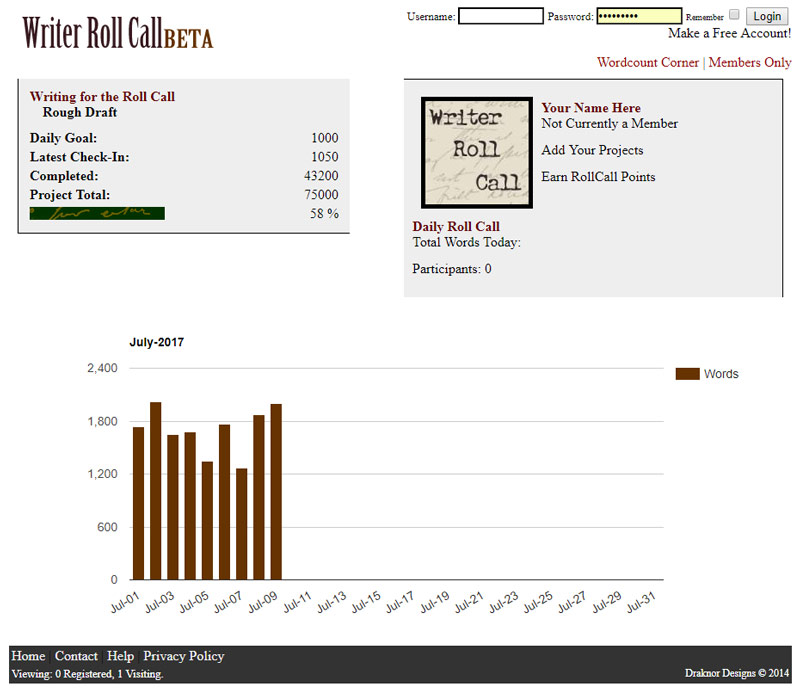 Writer Roll Call BETA
Username: Password: ••••••••• Remember Login
Make a Free Account!
Wordcount Corner | Members Only
Writing for the Roll Call
Rough Draft
Daily Goal: 1000
Latest Check-In: 1050
Completed: 43200
Project Total: 75000
58 %
Writer
Roll
Call
Your Name Here
Not Currently a Member
Add Your Projects
Earn RollCall Points
Daily Roll Call
Total Words Today:
Participants: 0
July-2017
2,400
1,800
1,200
600
0
Words
Jul-01 Jul-03 Jul-05 Jul-07 Jul-09 Jul-11 Jul-13 Jul-15 Jul-17 Jul-19 Jul-21 Jul-23 Jul-25 Jul-27 Jul-29 Jul-31
Home | Contact | Help | Privacy Policy
Viewing: 0 Registered, 1 Visiting.
Draknor Designs © 2014